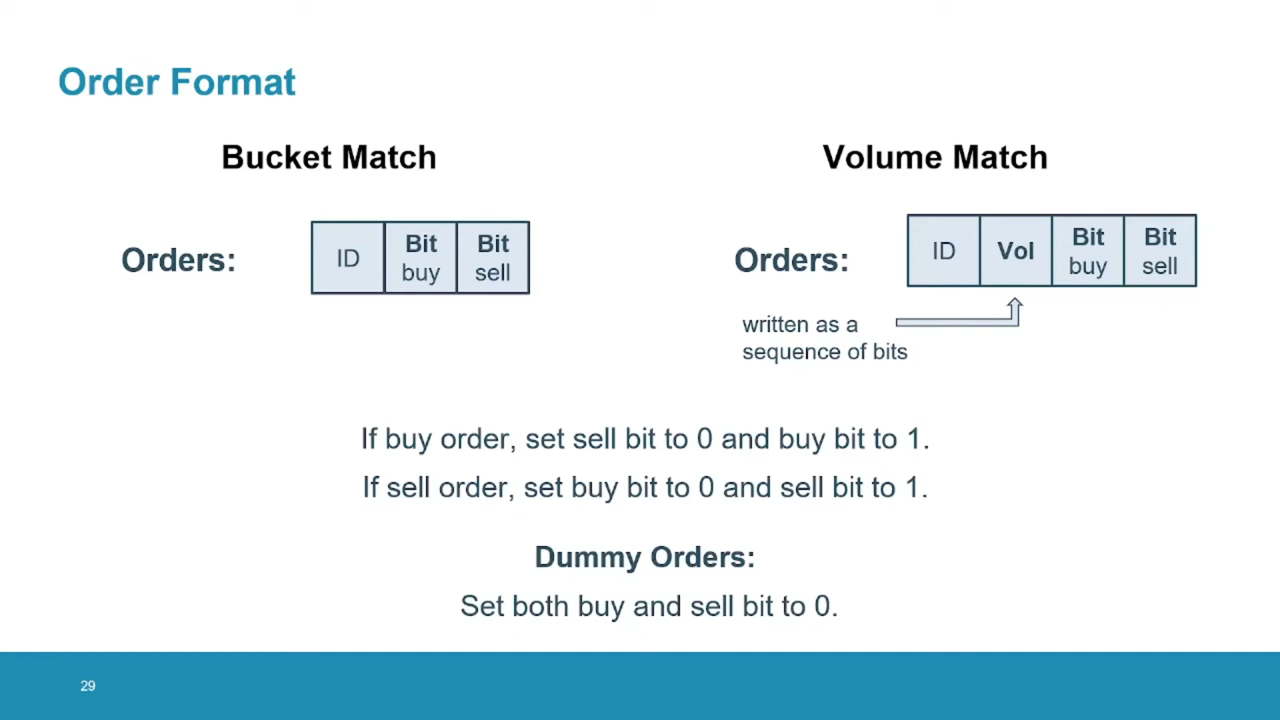 Order Format
Bucket Match
Orders:
ID
Bit
buy
Bit
sell
Volume Match
Orders:
ID
Vol
Bit
buy
Bit
sell
written as a
sequence of bits
If buy order, set sell bit to 0 and buy bit to 1.
If sell order, set buy bit to 0 and sell bit to 1.
Dummy Orders:
Set both buy and sell bit to 0.
29